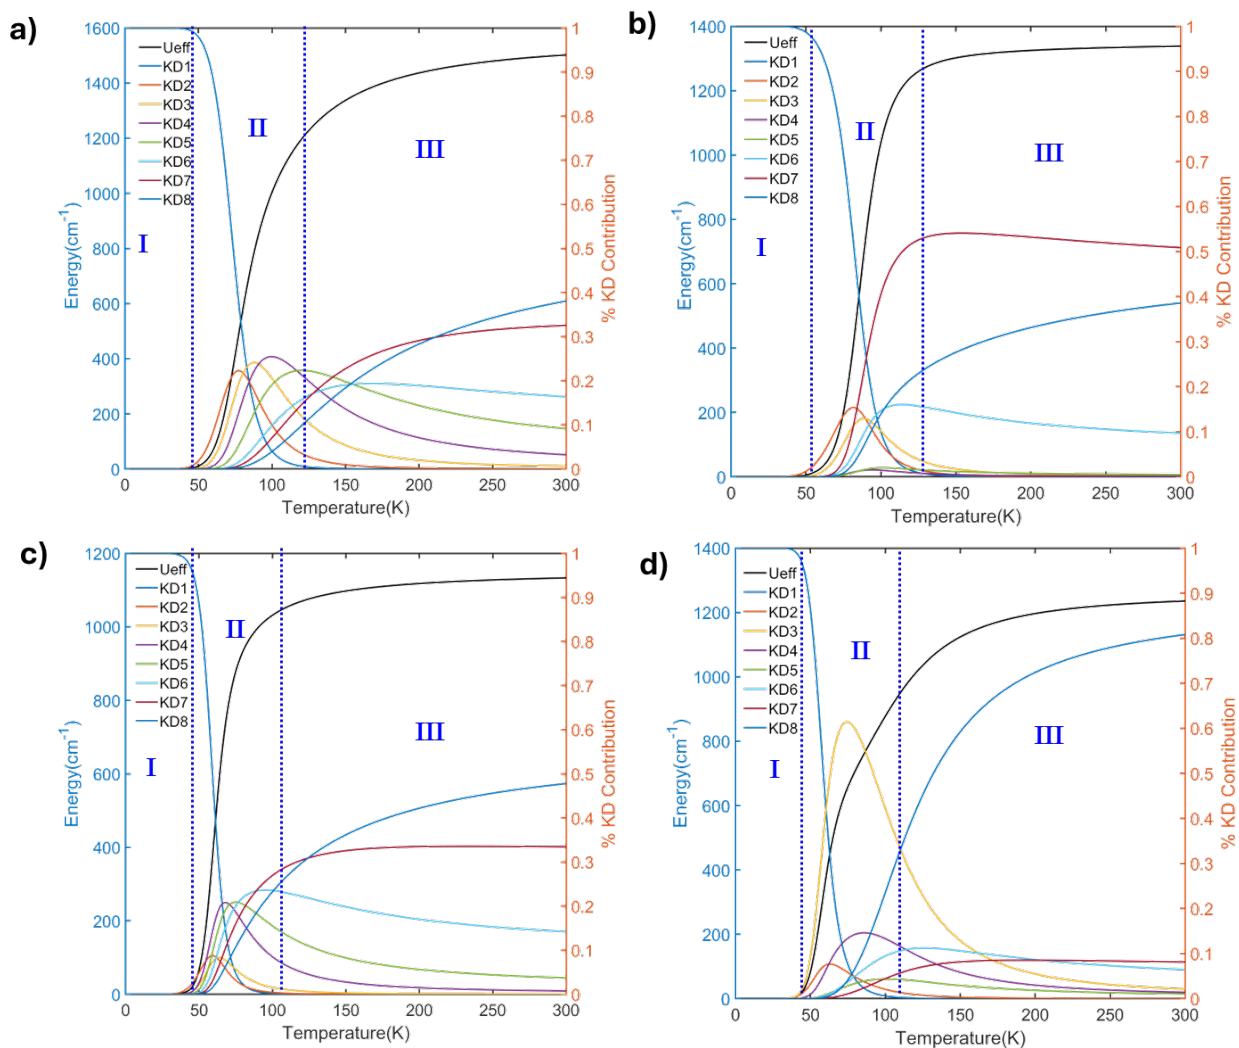 a)
1600
1400
1200
1000
800
600
400
200
0
Energy(cm⁻¹)
Ueff
KD1
KD2
KD3
KD4
KD5
KD6
KD7
KD8
I
II
III
1
0.9
0.8
0.7
0.6
0.5
0.4
0.3
0.2
0.1
0
% KD Contribution
0 50 100 150 200 250 300
Temperature(K)
b)
1400
1200
1000
800
600
400
200
0
Energy(cm⁻¹)
Ueff
KD1
KD2
KD3
KD4
KD5
KD6
KD7
KD8
I
II
III
1
0.9
0.8
0.7
0.6
0.5
0.4
0.3
0.2
0.1
0
% KD Contribution
0 50 100 150 200 250 300
Temperature(K)
c)
1200
1000
800
600
400
200
0
Energy(cm⁻¹)
Ueff
KD1
KD2
KD3
KD4
KD5
KD6
KD7
KD8
I
II
III
1
0.9
0.8
0.7
0.6
0.5
0.4
0.3
0.2
0.1
0
% KD Contribution
0 50 100 150 200 250 300
Temperature(K)
d)
1400
1200
1000
800
600
400
200
0
Energy(cm⁻¹)
Ueff
KD1
KD2
KD3
KD4
KD5
KD6
KD7
KD8
I
II
III
1
0.9
0.8
0.7
0.6
0.5
0.4
0.3
0.2
0.1
0
% KD Contribution
0 50 100 150 200 250 300
Temperature(K)